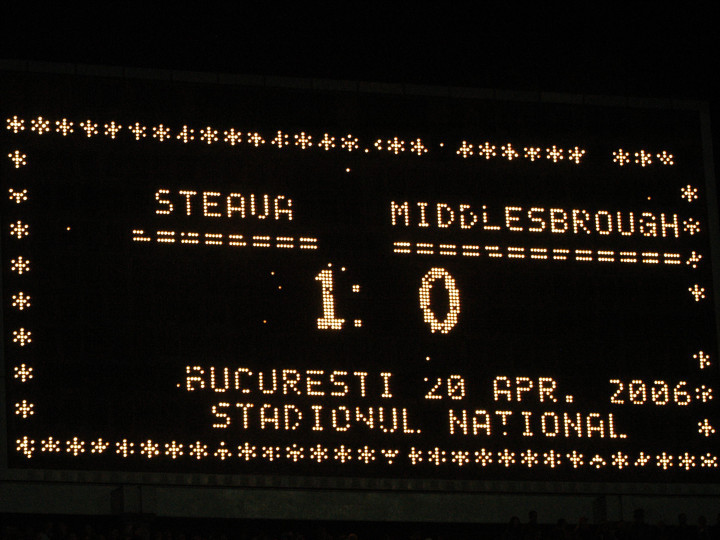 STEAUA MIDDLESBROUGH
1: 0
BUCURESTI 20 APR. 2006
STADIONUL NATIONAL